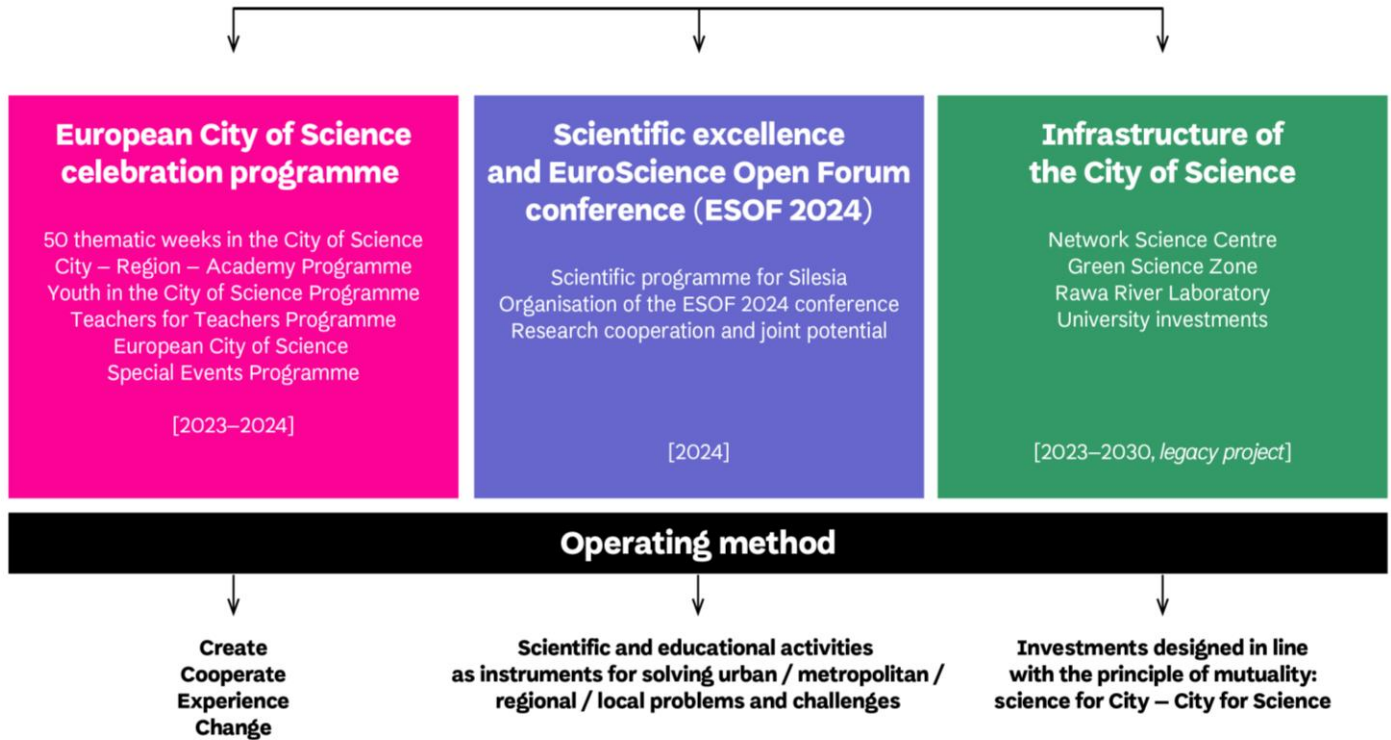 European City of Science
celebration programme
50 thematic weeks in the City of Science
City – Region – Academy Programme
Youth in the City of Science Programme
Teachers for Teachers Programme
European City of Science
Special Events Programme
[2023–2024]
Scientific excellence
and EuroScience Open Forum
conference (ESOF 2024)
Scientific programme for Silesia
Organisation of the ESOF 2024 conference
Research cooperation and joint potential
[2024]
Infrastructure of
the City of Science
Network Science Centre
Green Science Zone
Rawa River Laboratory
University investments
[2023–2030, legacy project]
Operating method
Create
Cooperate
Experience
Change
Scientific and educational activities
as instruments for solving urban / metropolitan /
regional / local problems and challenges
Investments designed in line
with the principle of mutuality:
science for City – City for Science